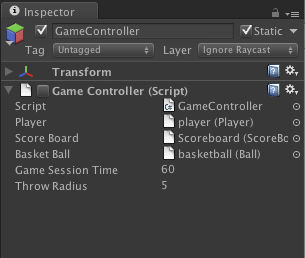 Inspector
GameController Static
Tag Untagged Layer Ignore Raycast
Transform
Game Controller (Script)
Script GameController
Player player (Player)
Score Board Scoreboard (ScoreBo
Basket Ball basketball (Ball)
Game Session Time 60
Throw Radius 5